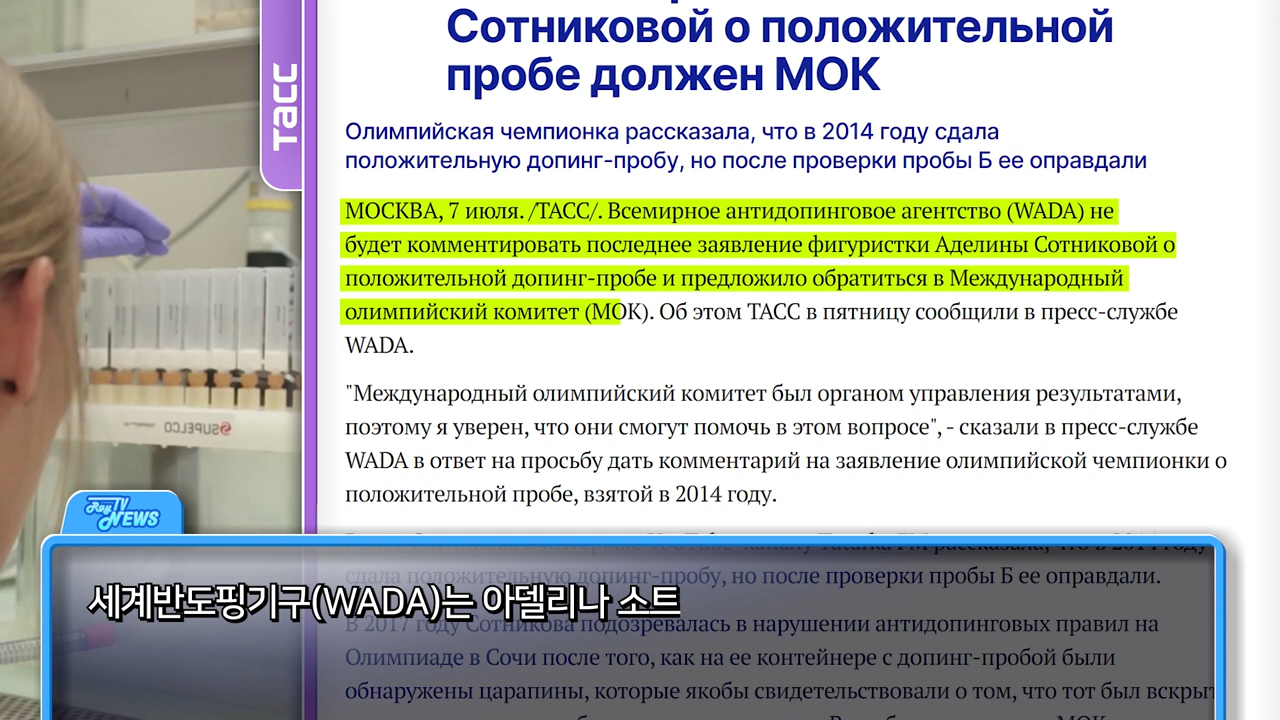 Сотниковой о положительной
пробе должен МОК
тасс
Олимпийская чемпионка рассказала, что в 2014 году сдала
положительную допинг-пробу, но после проверки пробы Б ее оправдали
МОСКВА, 7 июля. /ТАСС/. Всемирное антидопинговое агентство (WADA) не
будет комментировать последнее заявление фигуристки Аделины Сотниковой о
положительной допинг-пробе и предложило обратиться в Международный
олимпийский комитет (МОК). Об этом ТАСС в пятницу сообщили в пресс-службе
WADA.
"Международный олимпийский комитет был органом управления результатами,
поэтому я уверен, что они смогут помочь в этом вопросе", - сказали в пресс-службе
WADA в ответ на просьбу дать комментарий на заявление олимпийской чемпионки о
положительной пробе, взятой в 2014 году.
SUPELCO
RoyTV NEWS
сдала положительную допинг-пробу, но после проверки пробы Б ее оправдали.
세계반도핑기구(WADA)는 아델리나 소트
В 2017 году Сотникова подозревалась в нарушении антидопинговых правил на
Олимпиаде в Сочи после того, как на ее контейнере с допинг-пробой были
обнаружены царапины, которые якобы свидетельствовали о том, что тот был вскрыт